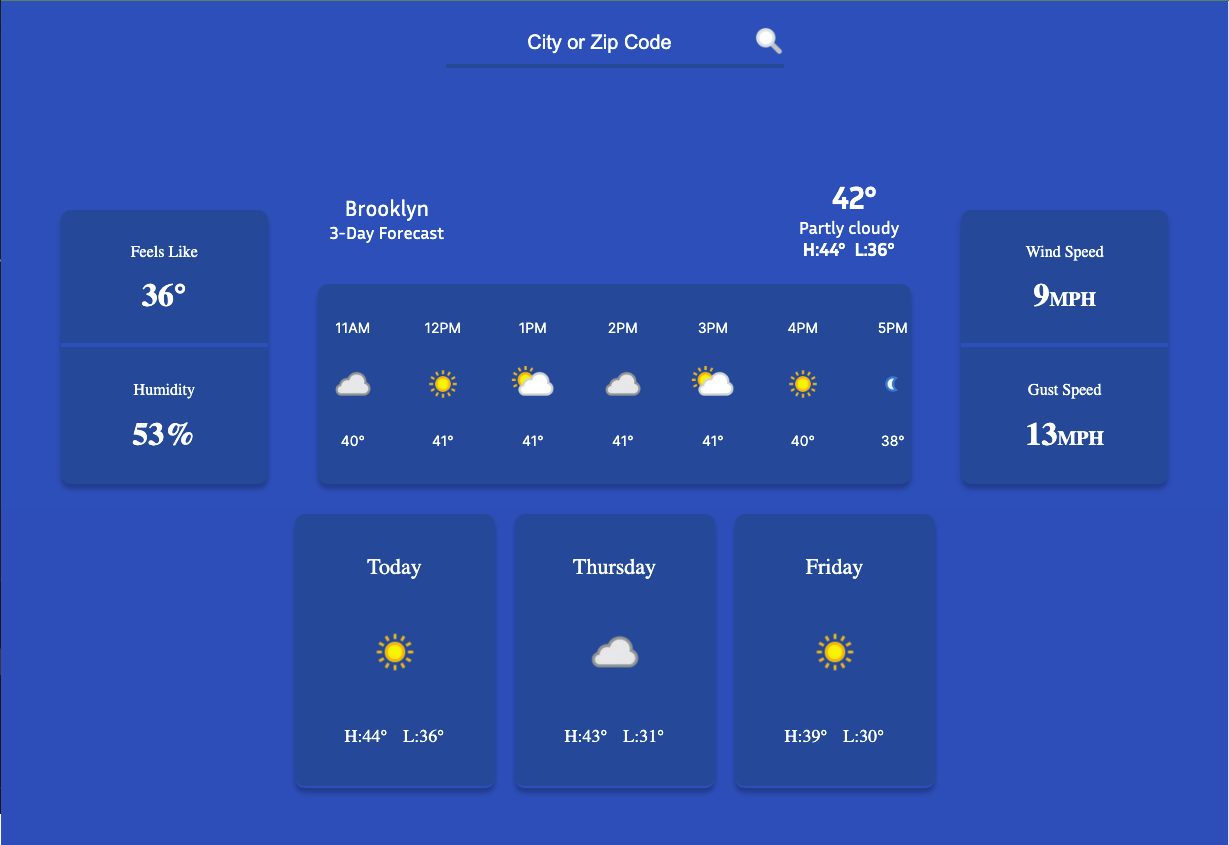 City or Zip Code
Brooklyn
3-Day Forecast
42°
Partly cloudy
H:44° L:36°
Feels Like
36°
Humidity
53%
11AM 12PM 1PM 2PM 3PM 4PM 5PM
40° 41° 41° 41° 41° 40° 38°
Wind Speed
9MPH
Gust Speed
13MPH
Today Thursday Friday
H:44° L:36° H:43° L:31° H:39° L:30°